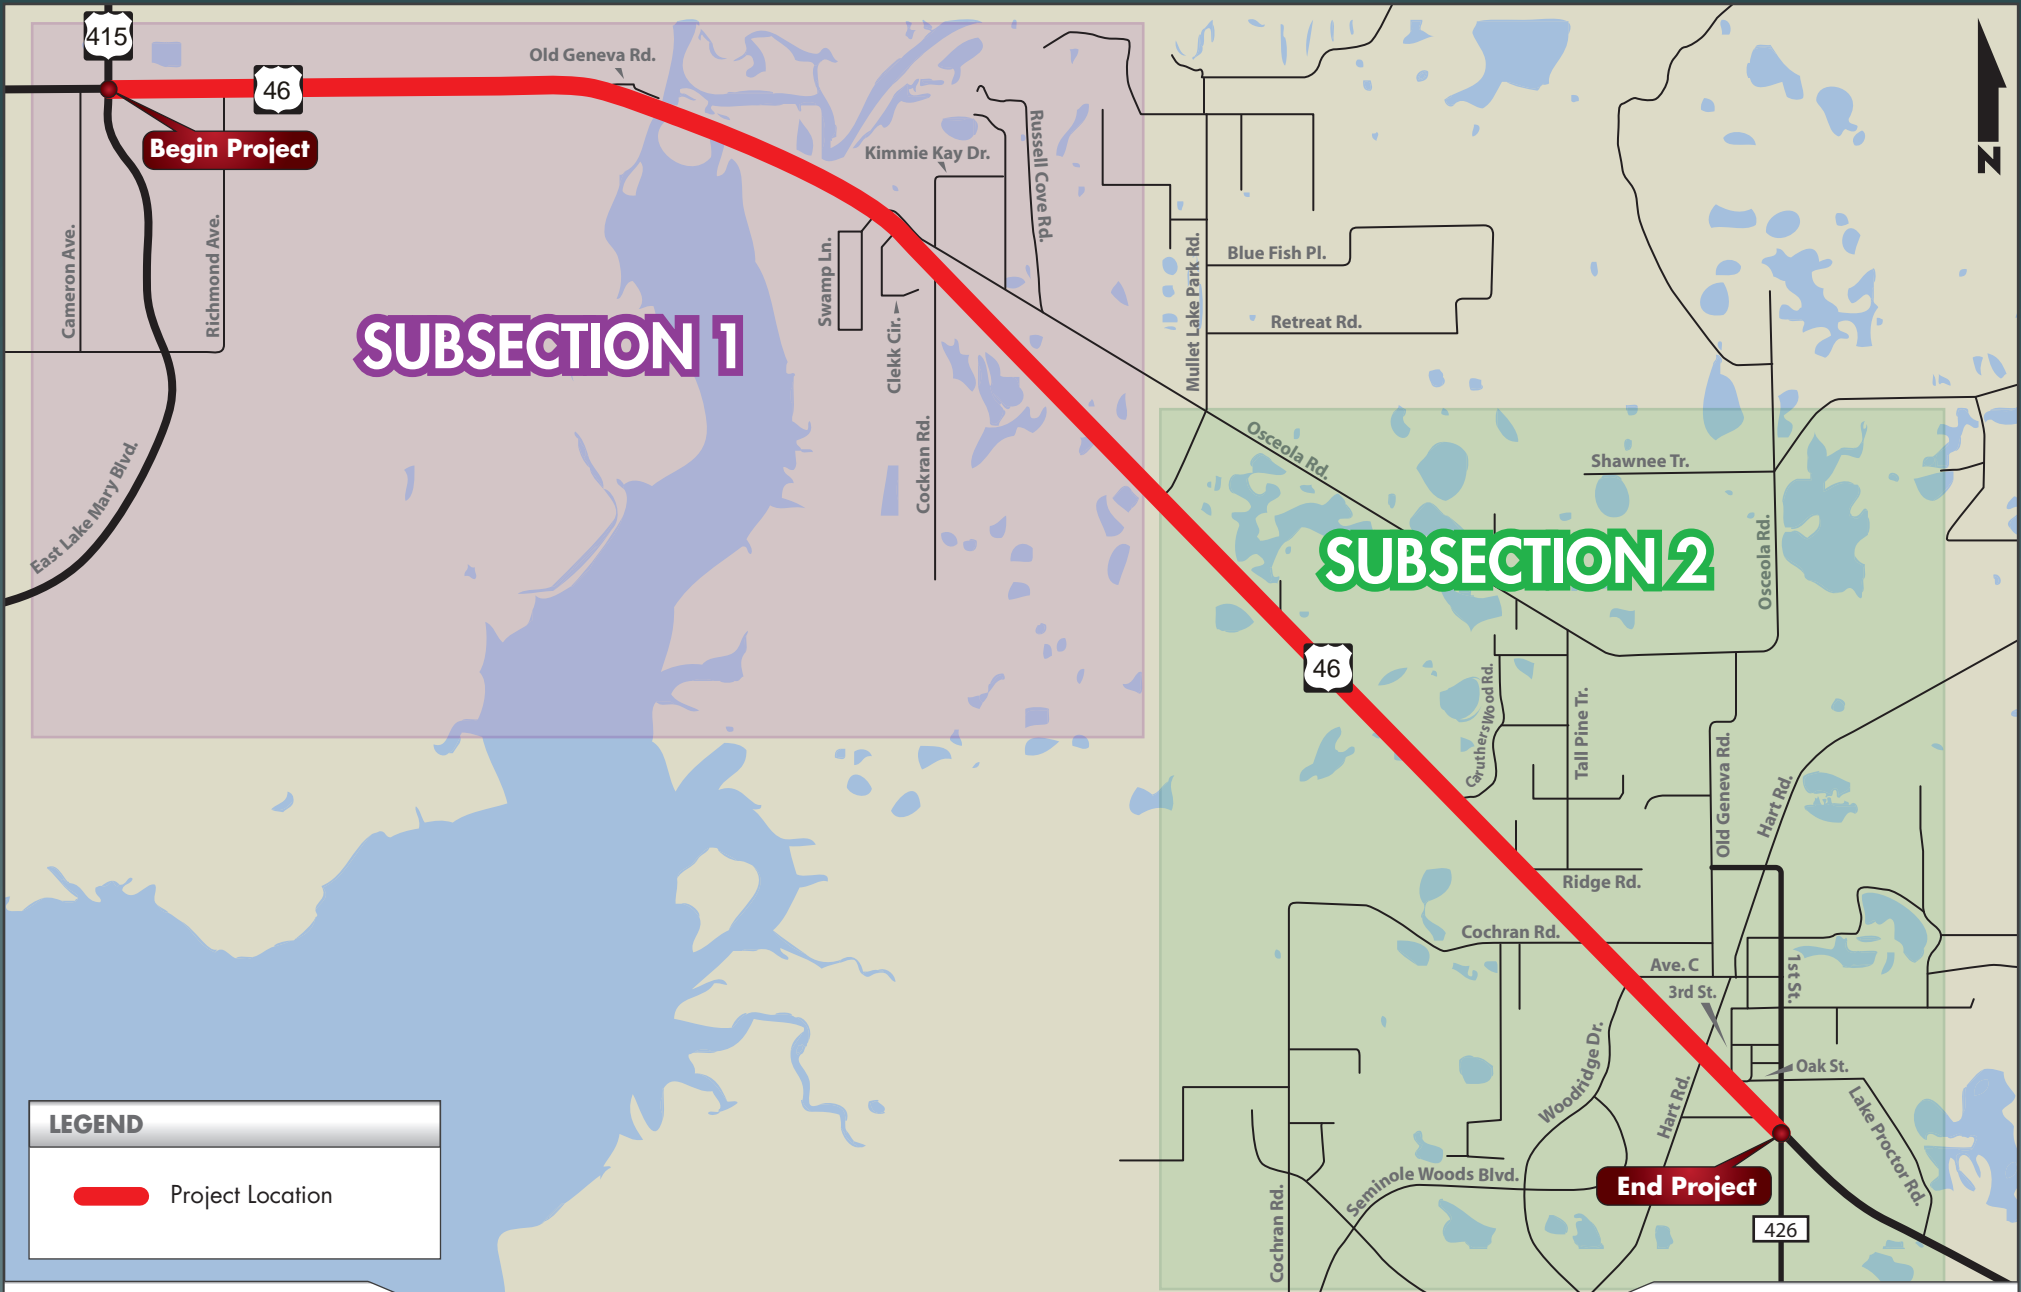 415
46
Old Geneva Rd.
Begin Project
Kimmie Kay Dr.
Russell Cove Rd.
N
Cameron Ave.
Richmond Ave.
Swamp Ln.
Clekk Cir.
Mullet Lake Park Rd.
Blue Fish Pl.
Retreat Rd.
SUBSECTION 1
East Lake Mary Blvd.
Cockran Rd.
Osceola Rd.
Shawnee Tr.
SUBSECTION 2
Osceola Rd.
46
Caruthers Wood Rd.
Tall Pine Tr.
Old Geneva Rd.
Hart Rd.
Ridge Rd.
Cochran Rd.
Ave. C
1st St.
3rd St.
Oak St.
Woodridge Dr.
Hart Rd.
Lake Proctor Rd.
Seminole Woods Blvd.
End Project
Cochran Rd.
426
LEGEND
Project Location